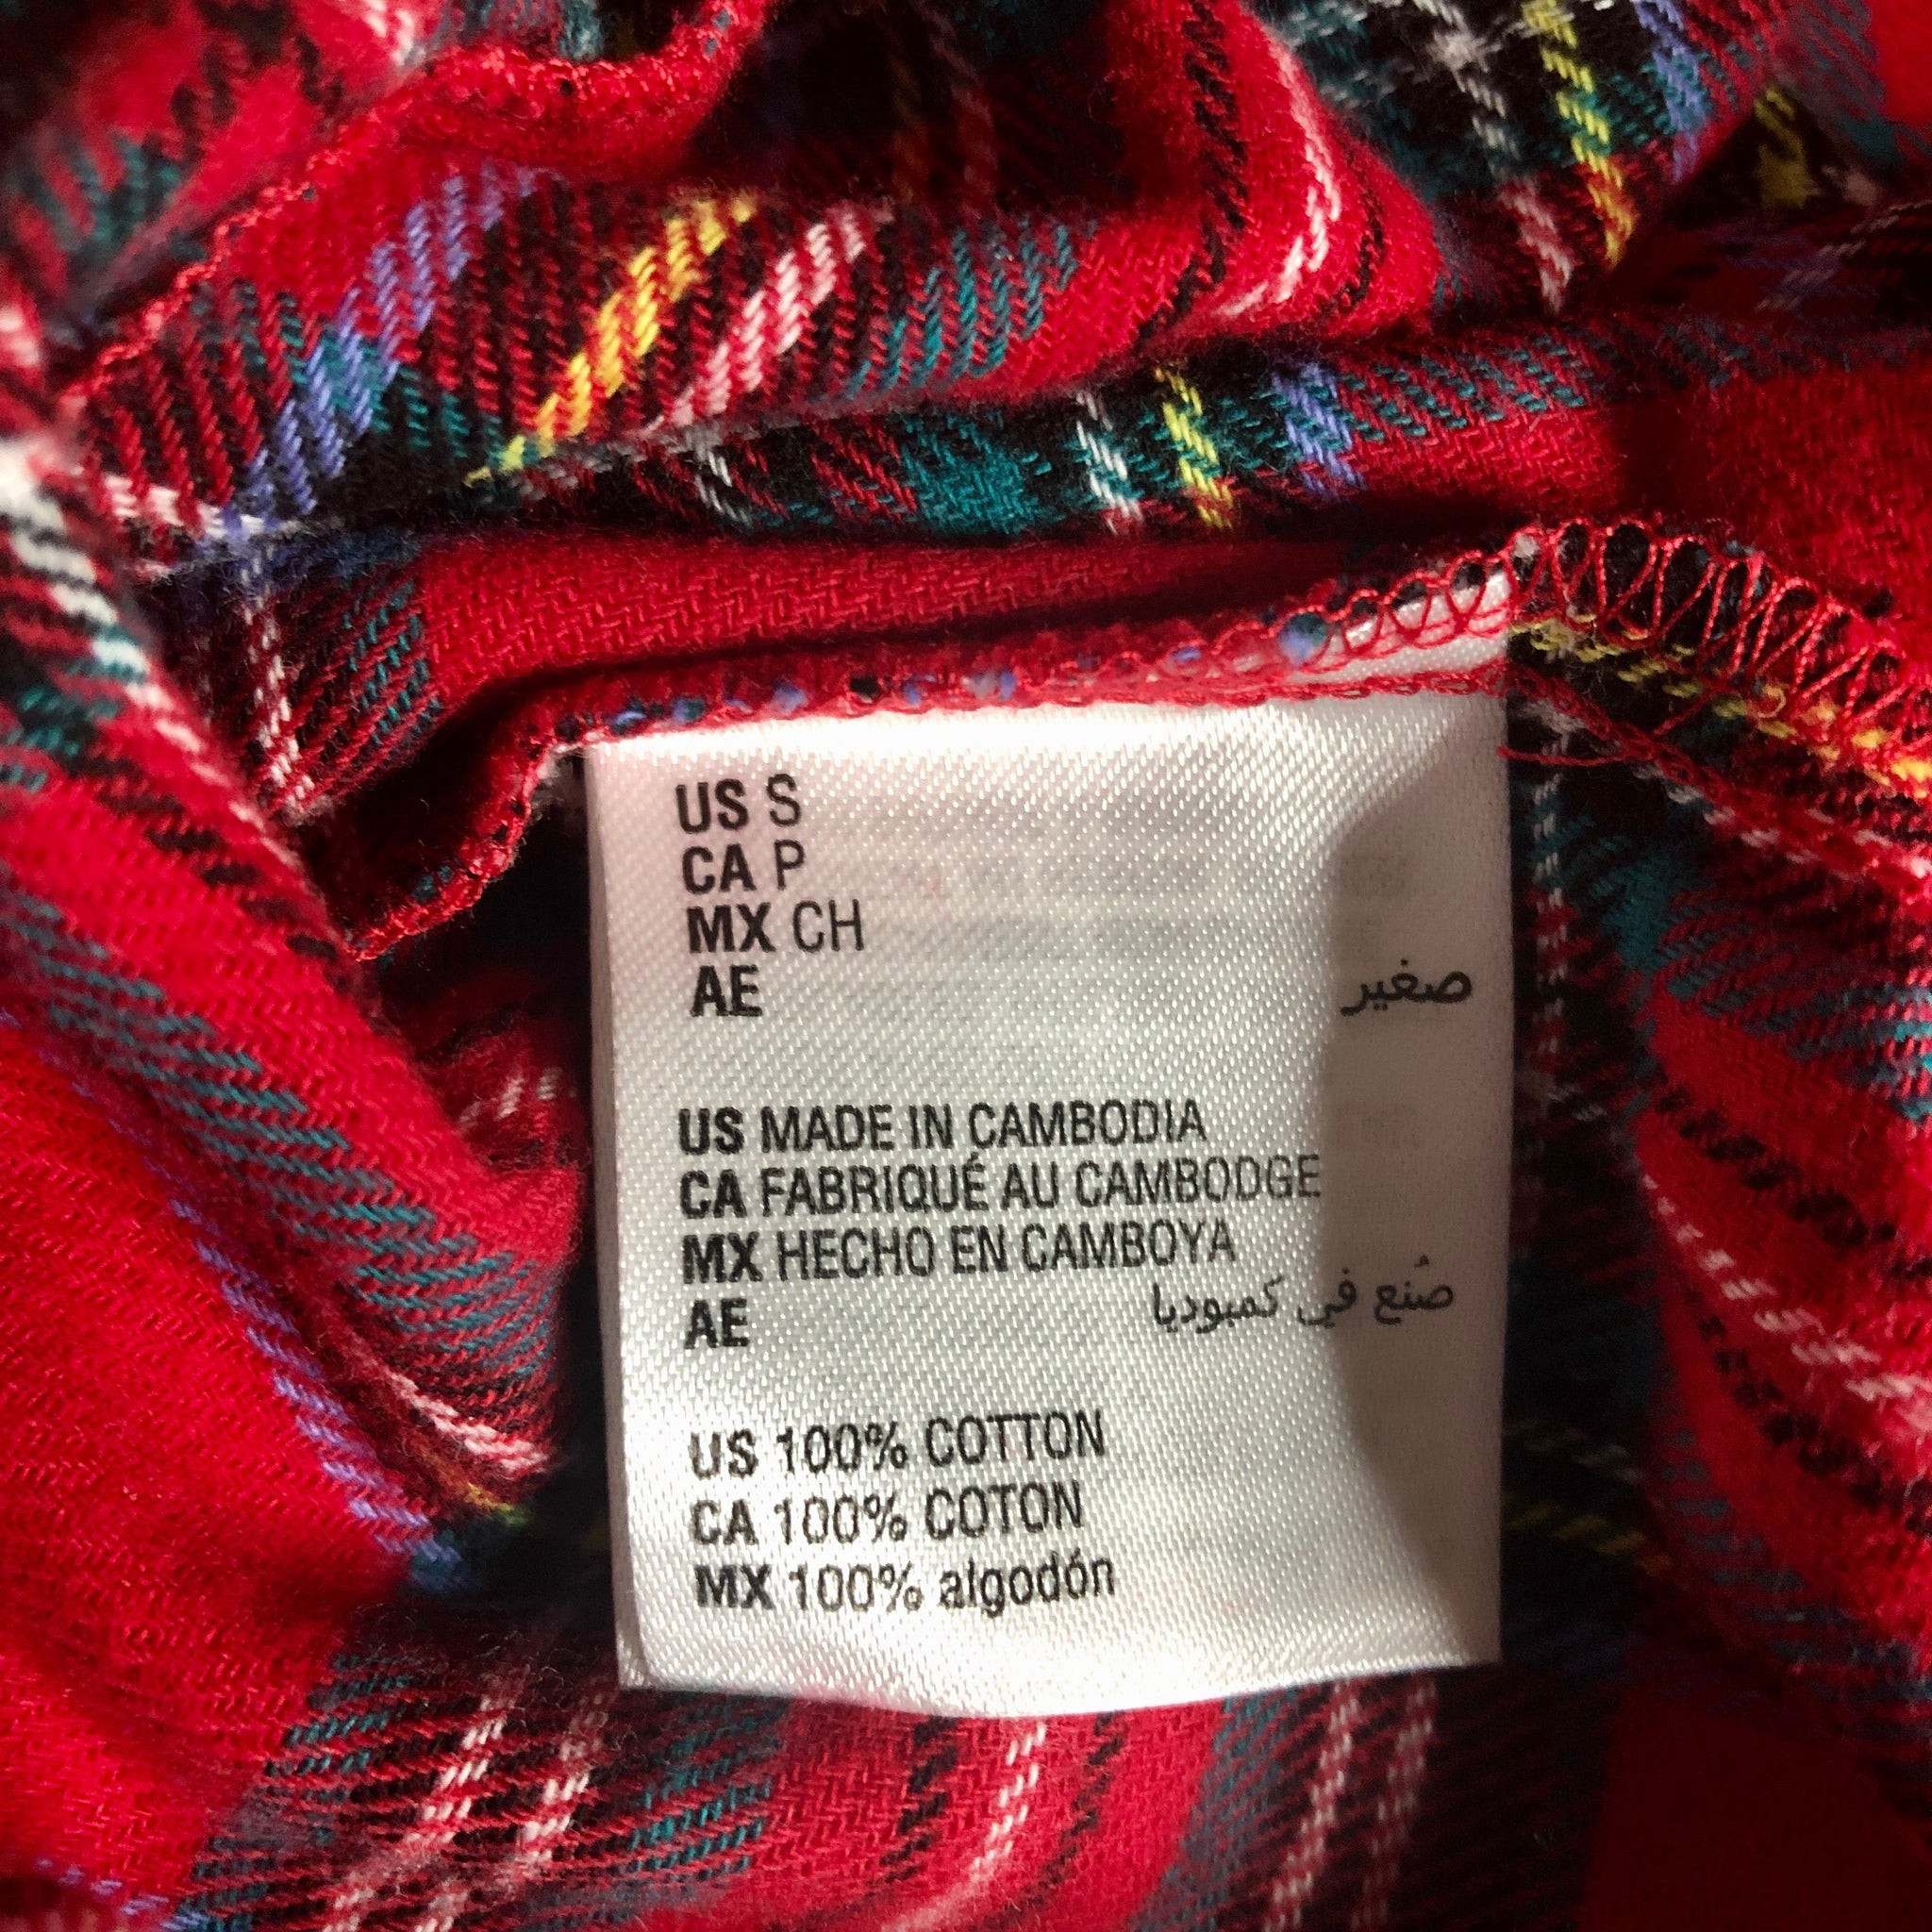 US S
CA P
MX CH
AE صغير
US MADE IN CAMBODIA
CA FABRIQUÉ AU CAMBODGE
MX HECHO EN CAMBOYA
AE صُنع في كمبوديا
US 100% COTTON
CA 100% COTON
MX 100% algodón